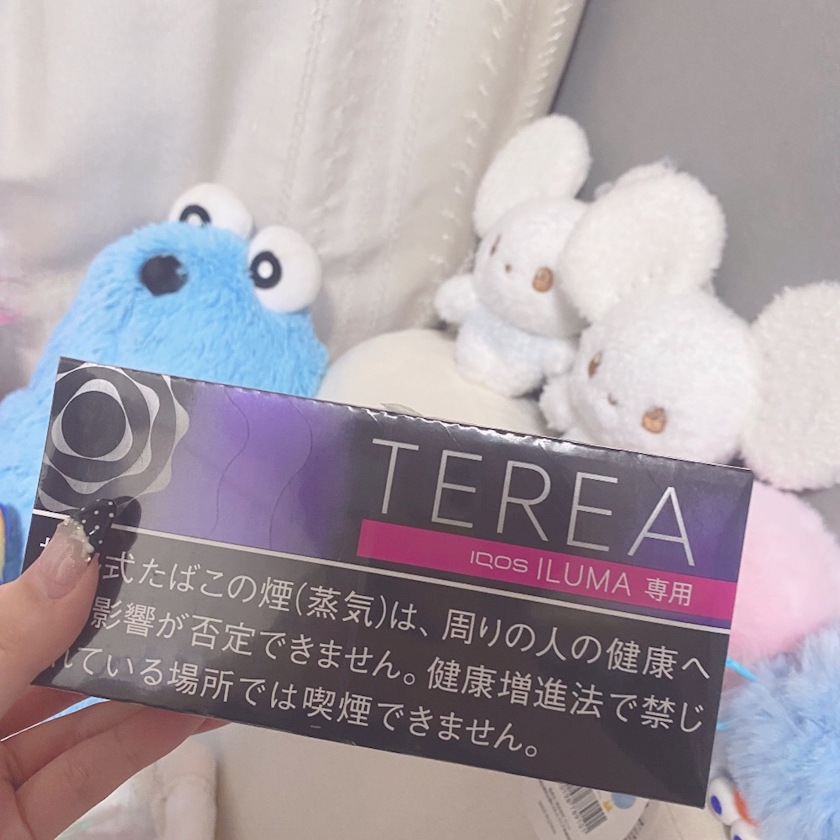 TEREA
IQOS ILUMA 専用
式たばこの煙(蒸気)は、周りの人の健康へ
影響が否定できません。健康増進法で禁じ
れている場所では喫煙できません。